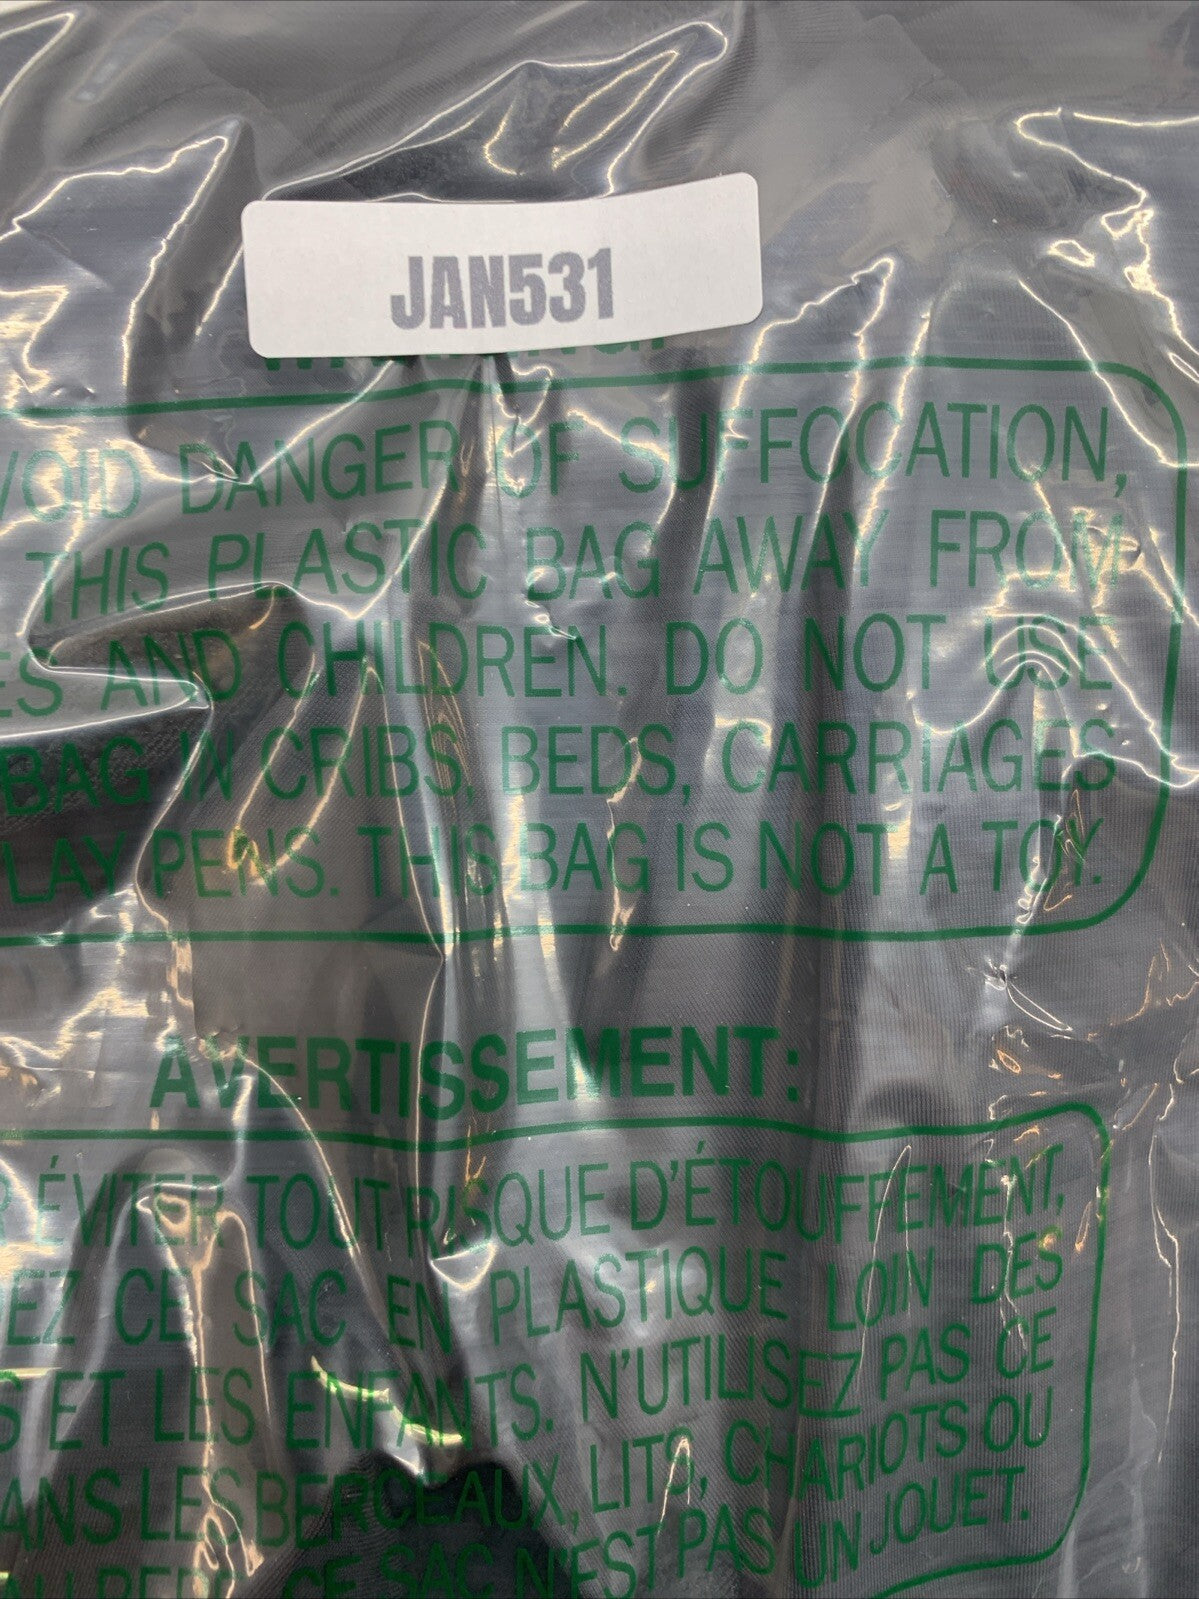 JAN531
VOID DANGER OF SUFFOCATION,
THIS PLASTIC BAG AWAY FROM
ES AND CHILDREN. DO NOT USE
BAG IN CRIBS, BEDS, CARRIAGES
LAY PENS. THIS BAG IS NOT A TOY.
AVERTISSEMENT:
R ÉVITER TOUT RISQUE D'ÉTOUFFEMENT,
EZ CE SAC EN PLASTIQUE LOIN DES
S ET LES ENFANTS. N'UTILISEZ PAS CE
ANS LES BERCEAUX, LITS, CHARIOTS OU
CE SAC N'EST PAS UN JOUET.